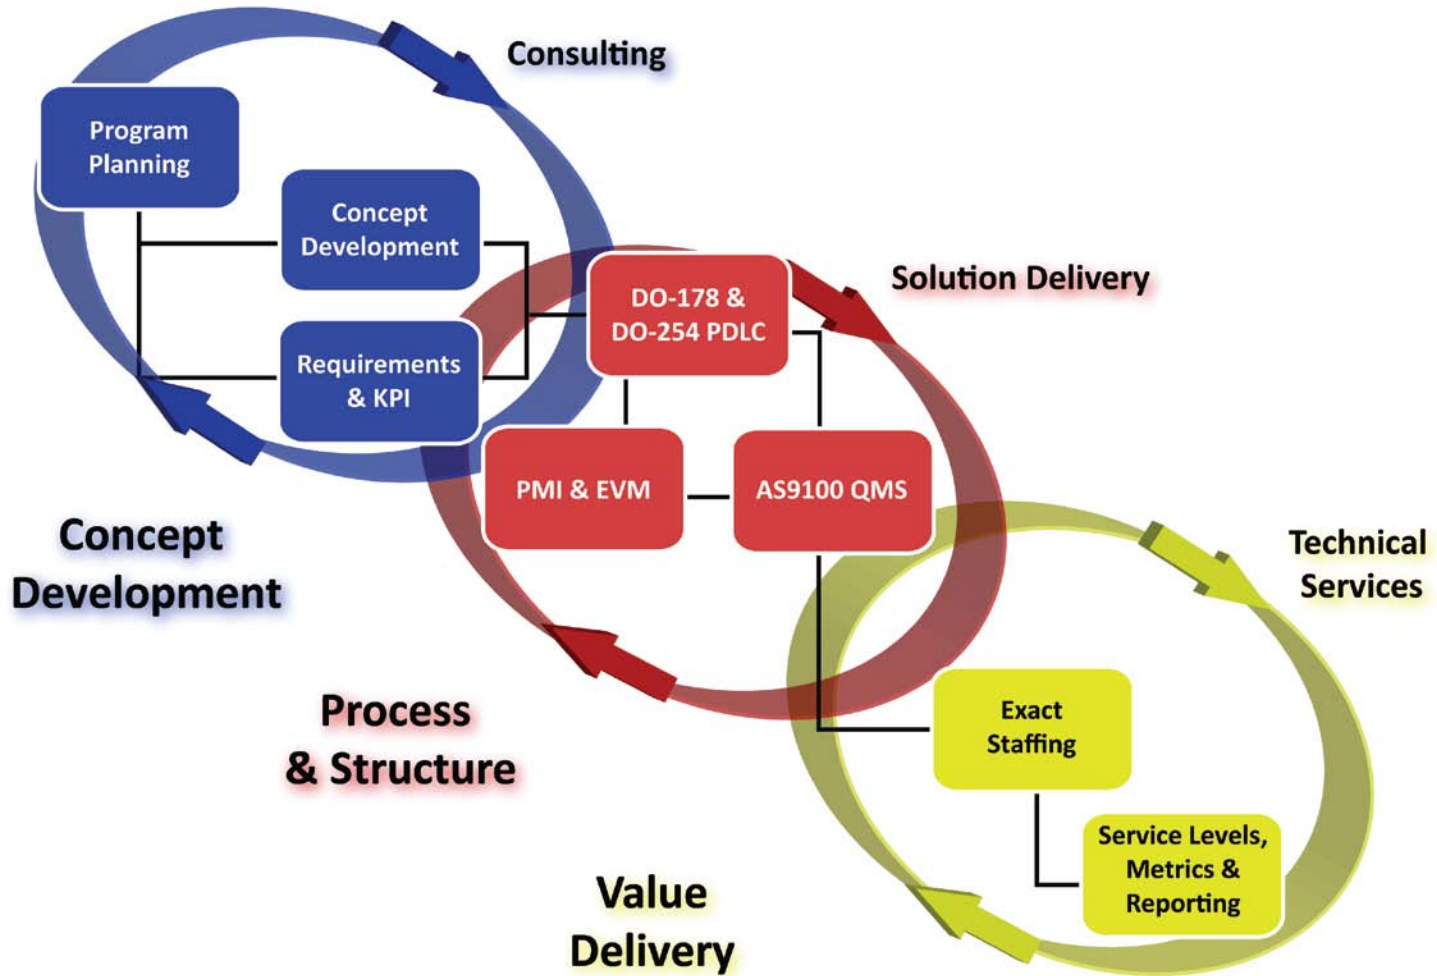 Consulting
Program
Planning
Concept
Development
Requirements
& KPI
Solution Delivery
DO-178 &
DO-254 PDLC
PMI & EVM
AS9100 QMS
Concept
Development
Technical
Services
Process
& Structure
Exact
Staffing
Service Levels,
Metrics &
Reporting
Value
Delivery